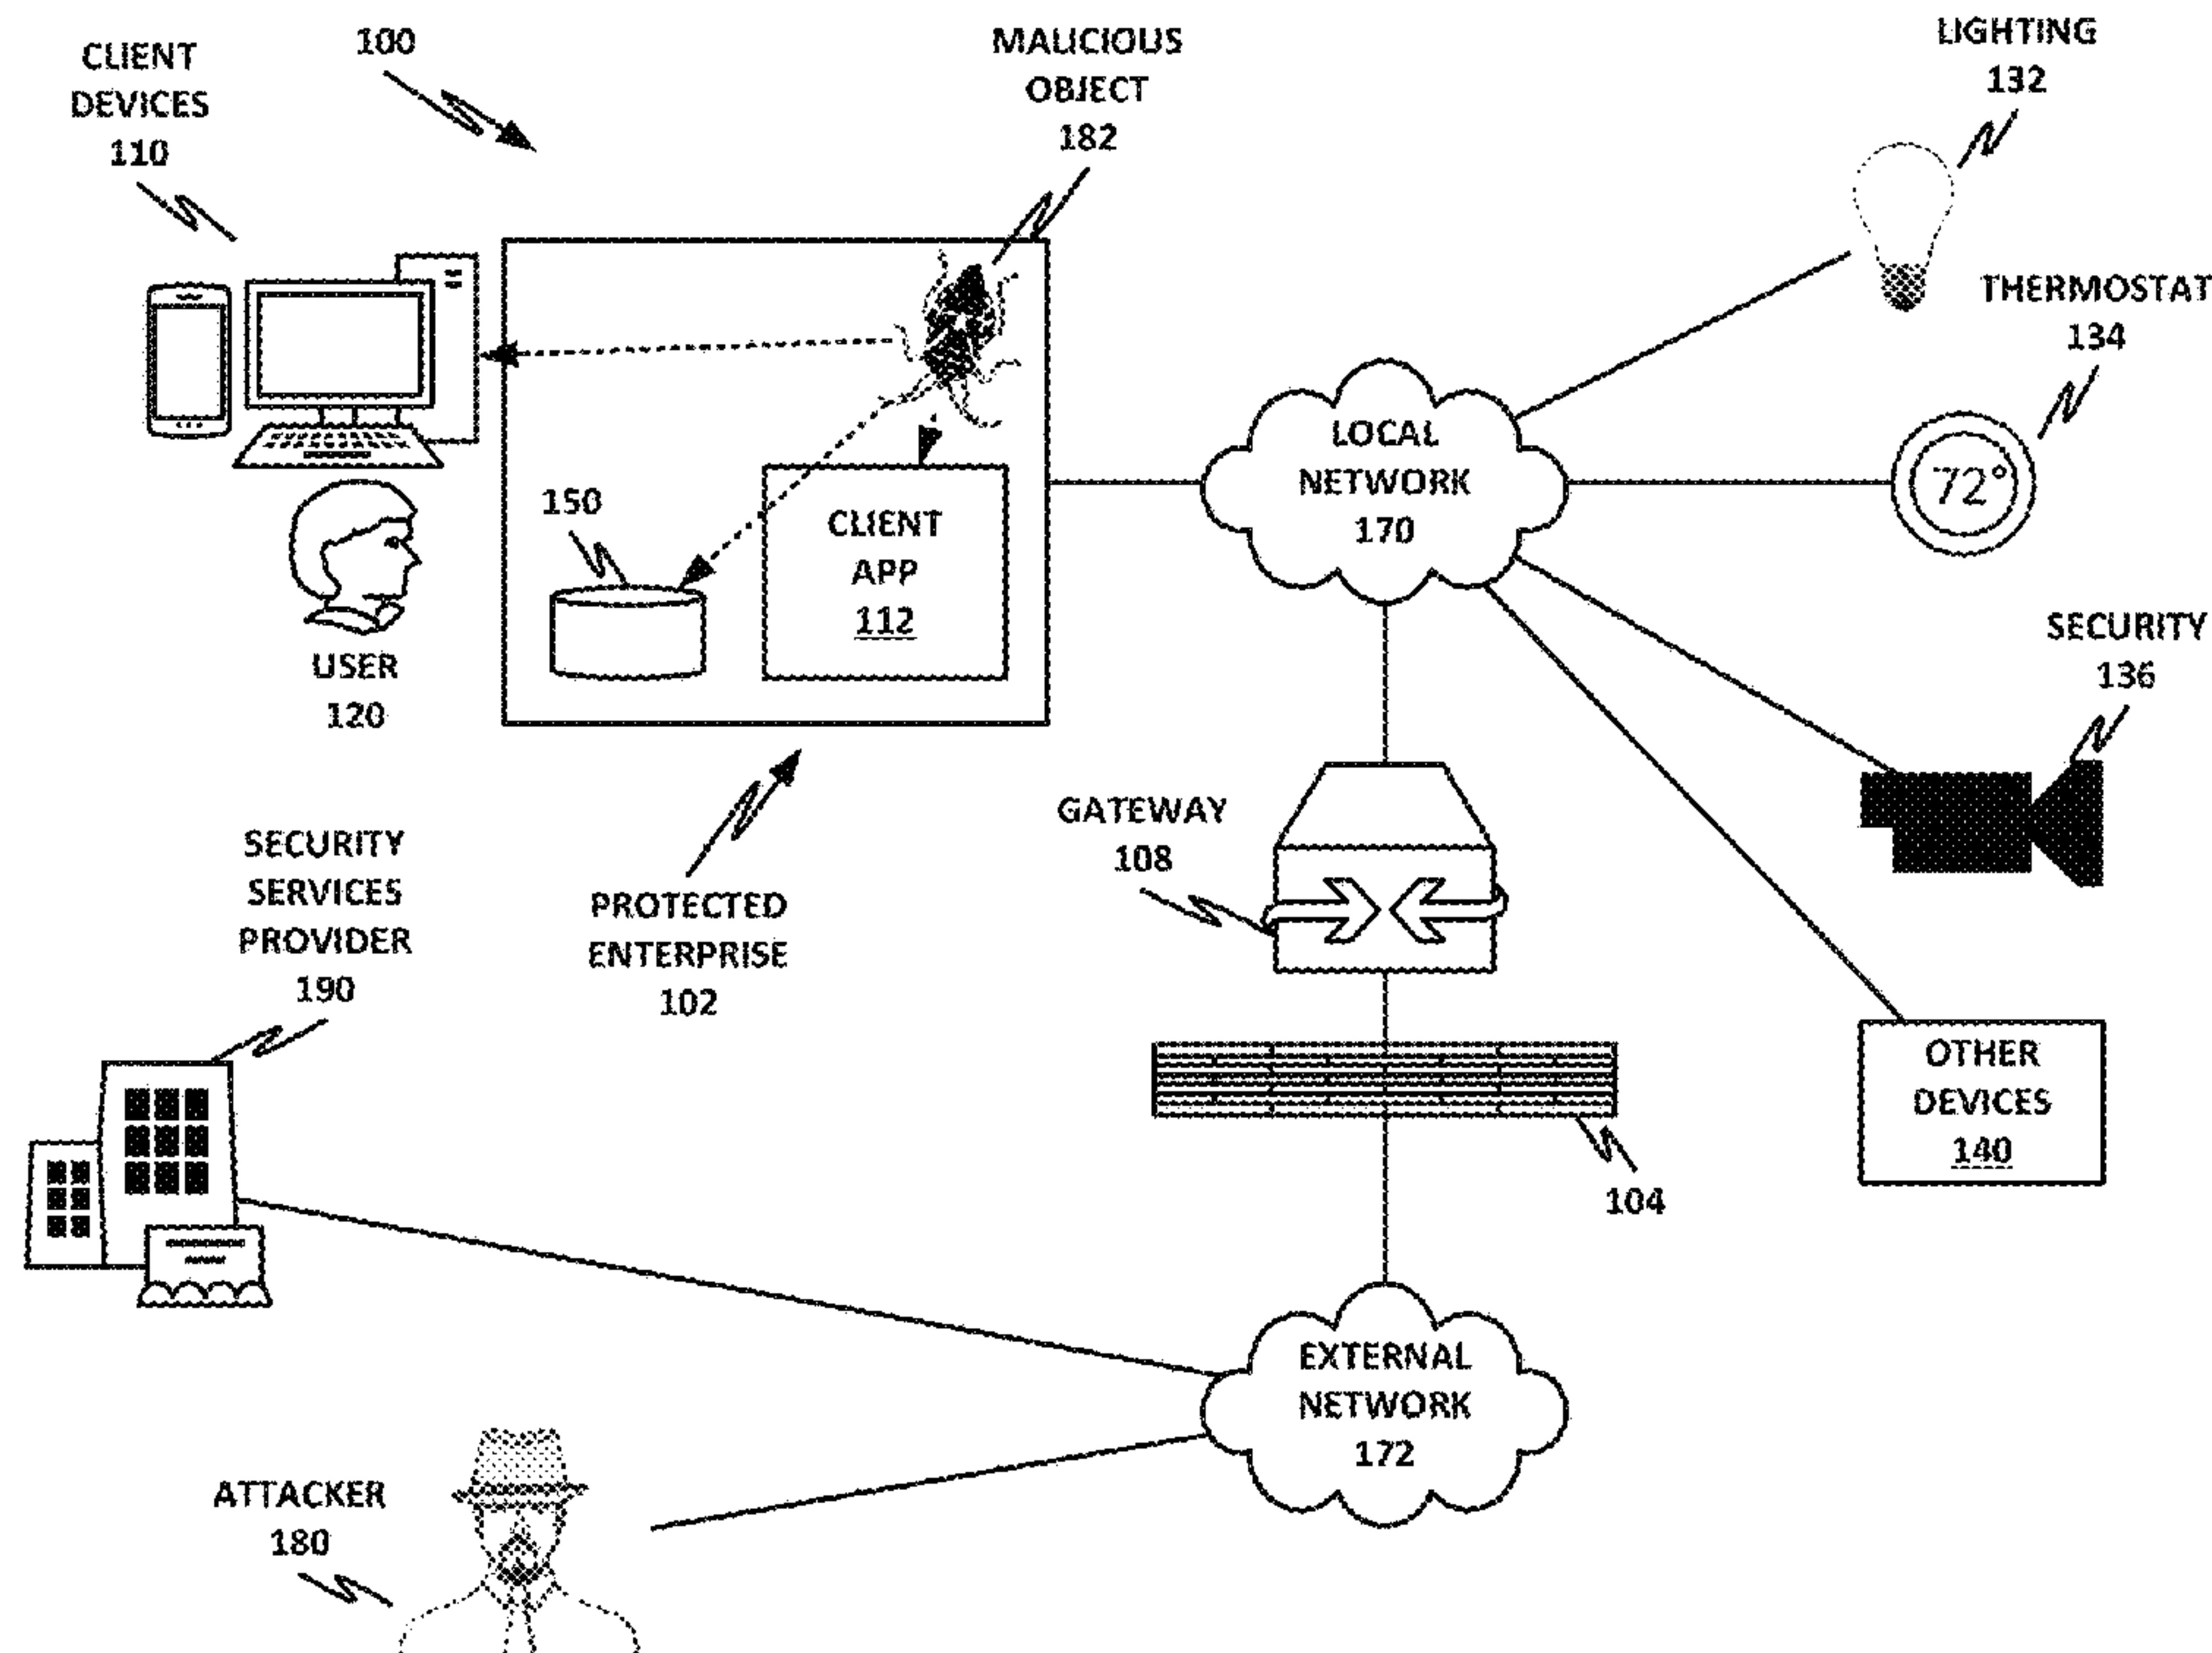 CLIENT
DEVICES
110
100
MALICIOUS
OBJECT
182
LIGHTING
132
THERMOSTAT
134
72°
LOCAL
NETWORK
170
150
CLIENT
APP
112
USER
120
SECURITY
136
GATEWAY
108
SECURITY
SERVICES
PROVIDER
190
PROTECTED
ENTERPRISE
102
OTHER
DEVICES
140
104
EXTERNAL
NETWORK
172
ATTACKER
180